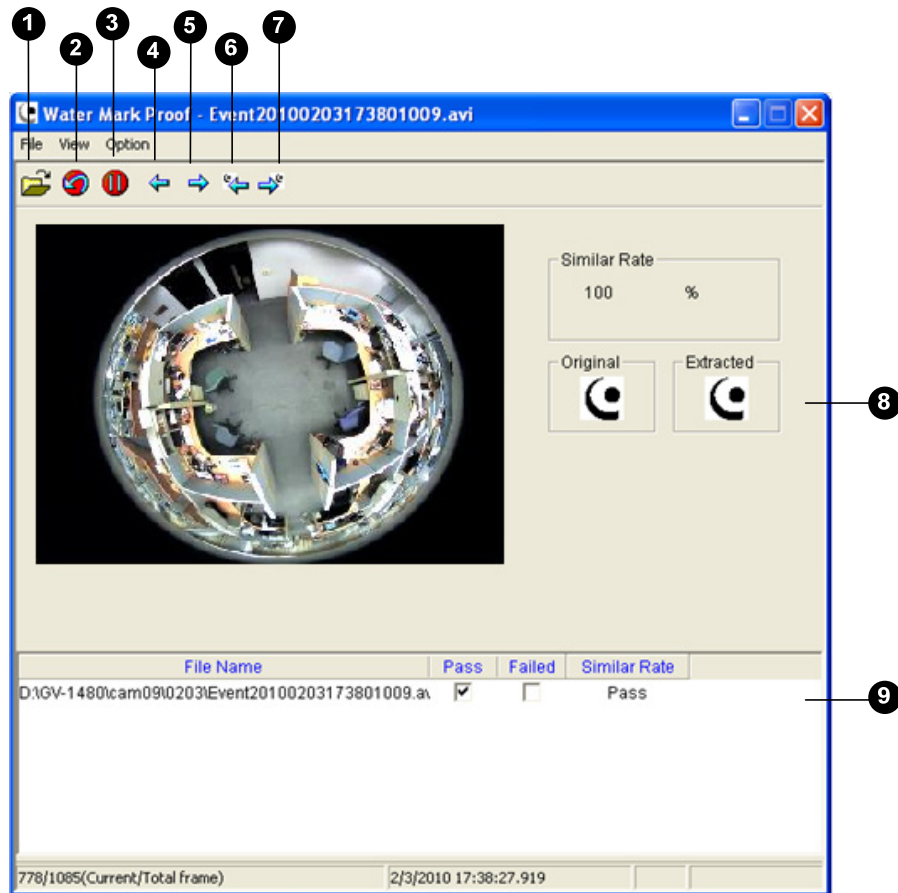 1
2
3
4
5
6
7
Water Mark Proof - Event20100203173801009.avi
File View Option
Similar Rate
100 %
Original Extracted
8
File Name Pass Failed Similar Rate
D:\GV-1480\cam09\0203\Event20100203173801009.av Pass
9
778/1085(Current/Total frame) 2/3/2010 17:38:27.919